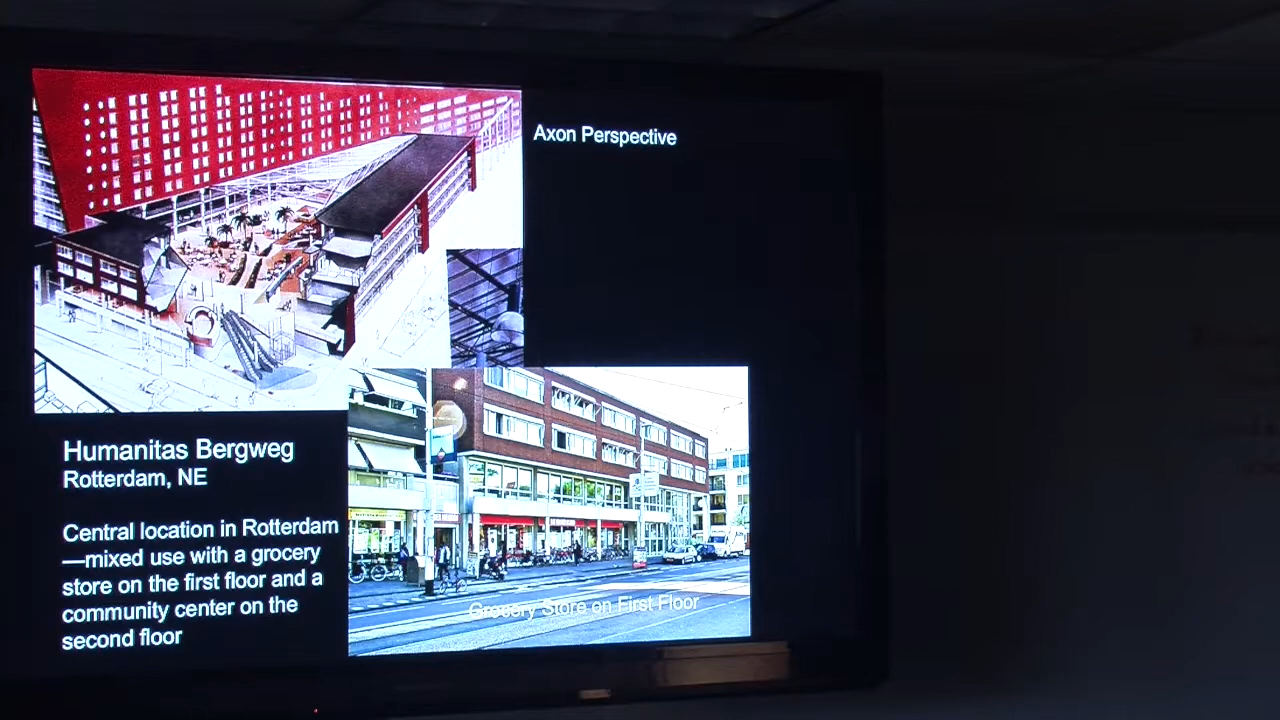 Axon Perspective
Humanitas Bergweg
Rotterdam, NE
Central location in Rotterdam
—mixed use with a grocery
store on the first floor and a
community center on the
second floor
Grocery Store on First Floor